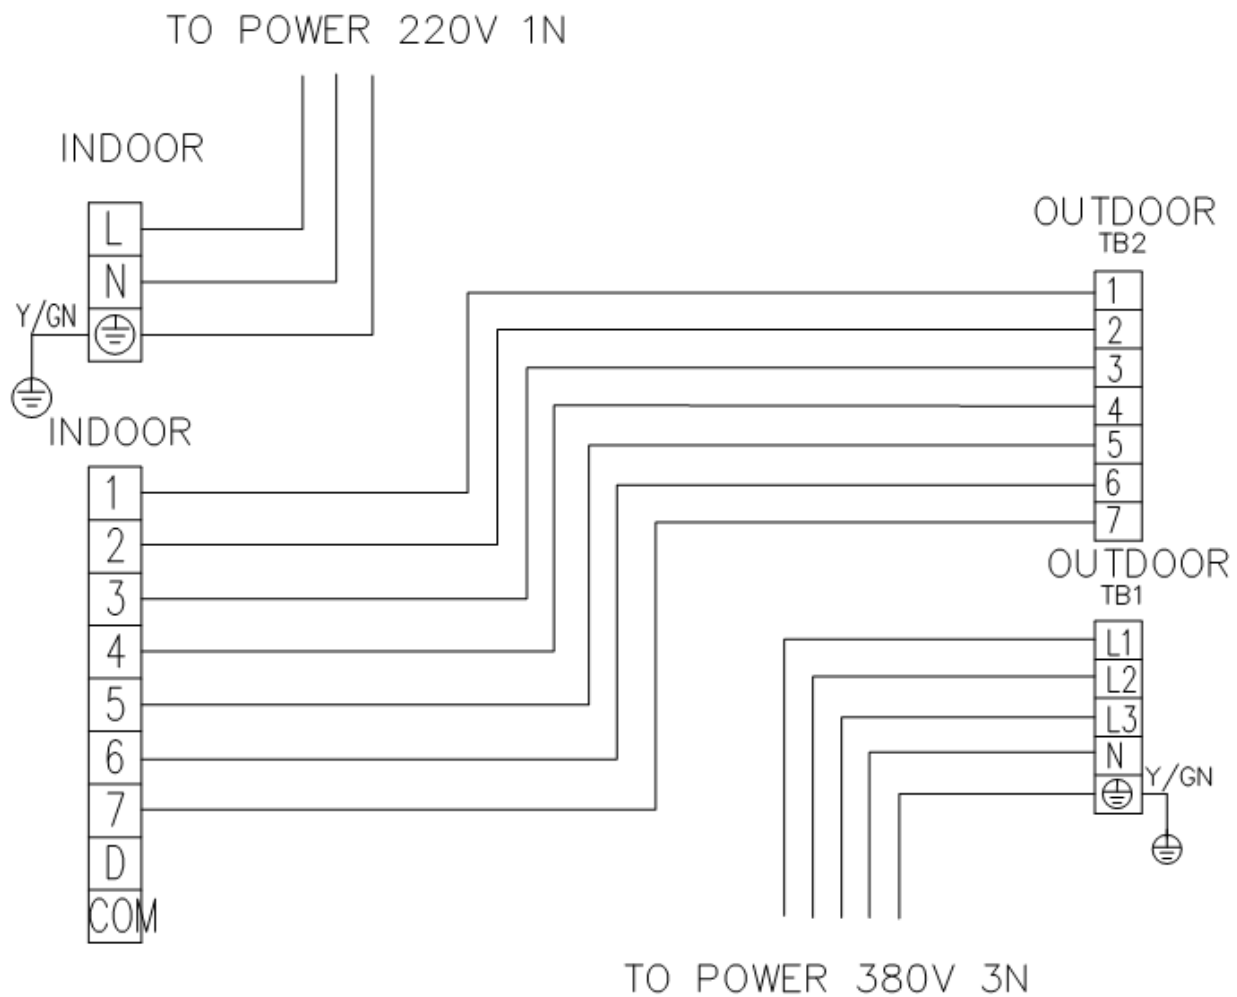 TO POWER 220V 1N
INDOOR
L
N
Y/GN
INDOOR
1
2
3
4
5
6
7
D
COM
OUTDOOR
TB2
1
2
3
4
5
6
7
OUTDOOR
TB1
L1
L2
L3
N
Y/GN
TO POWER 380V 3N